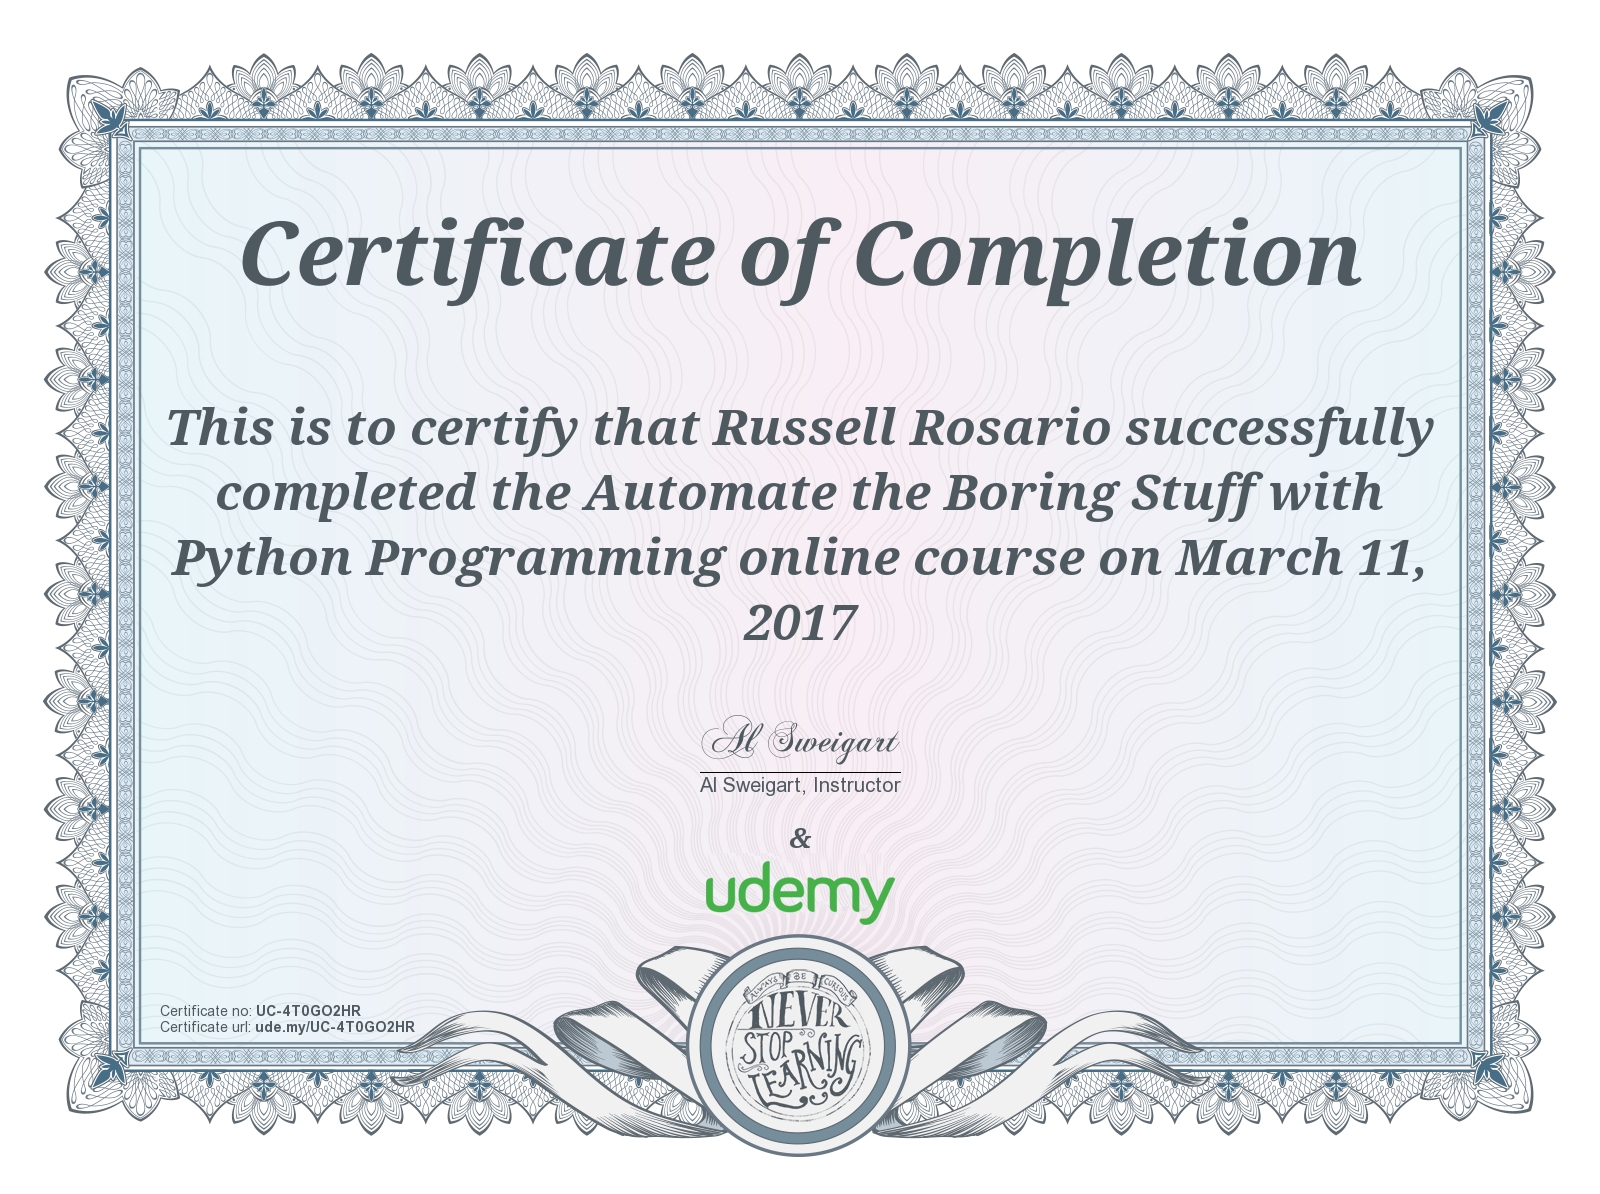 Certificate of Completion
This is to certify that Russell Rosario successfully
completed the Automate the Boring Stuff with
Python Programming online course on March 11,
2017
Al Sweigart
Al Sweigart, Instructor
&
udemy
Certificate no: UC-4T0GO2HR
Certificate url: ude.my/UC-4T0GO2HR
ALWAYS BE CURIOUS
NEVER
STOP
LEARNING